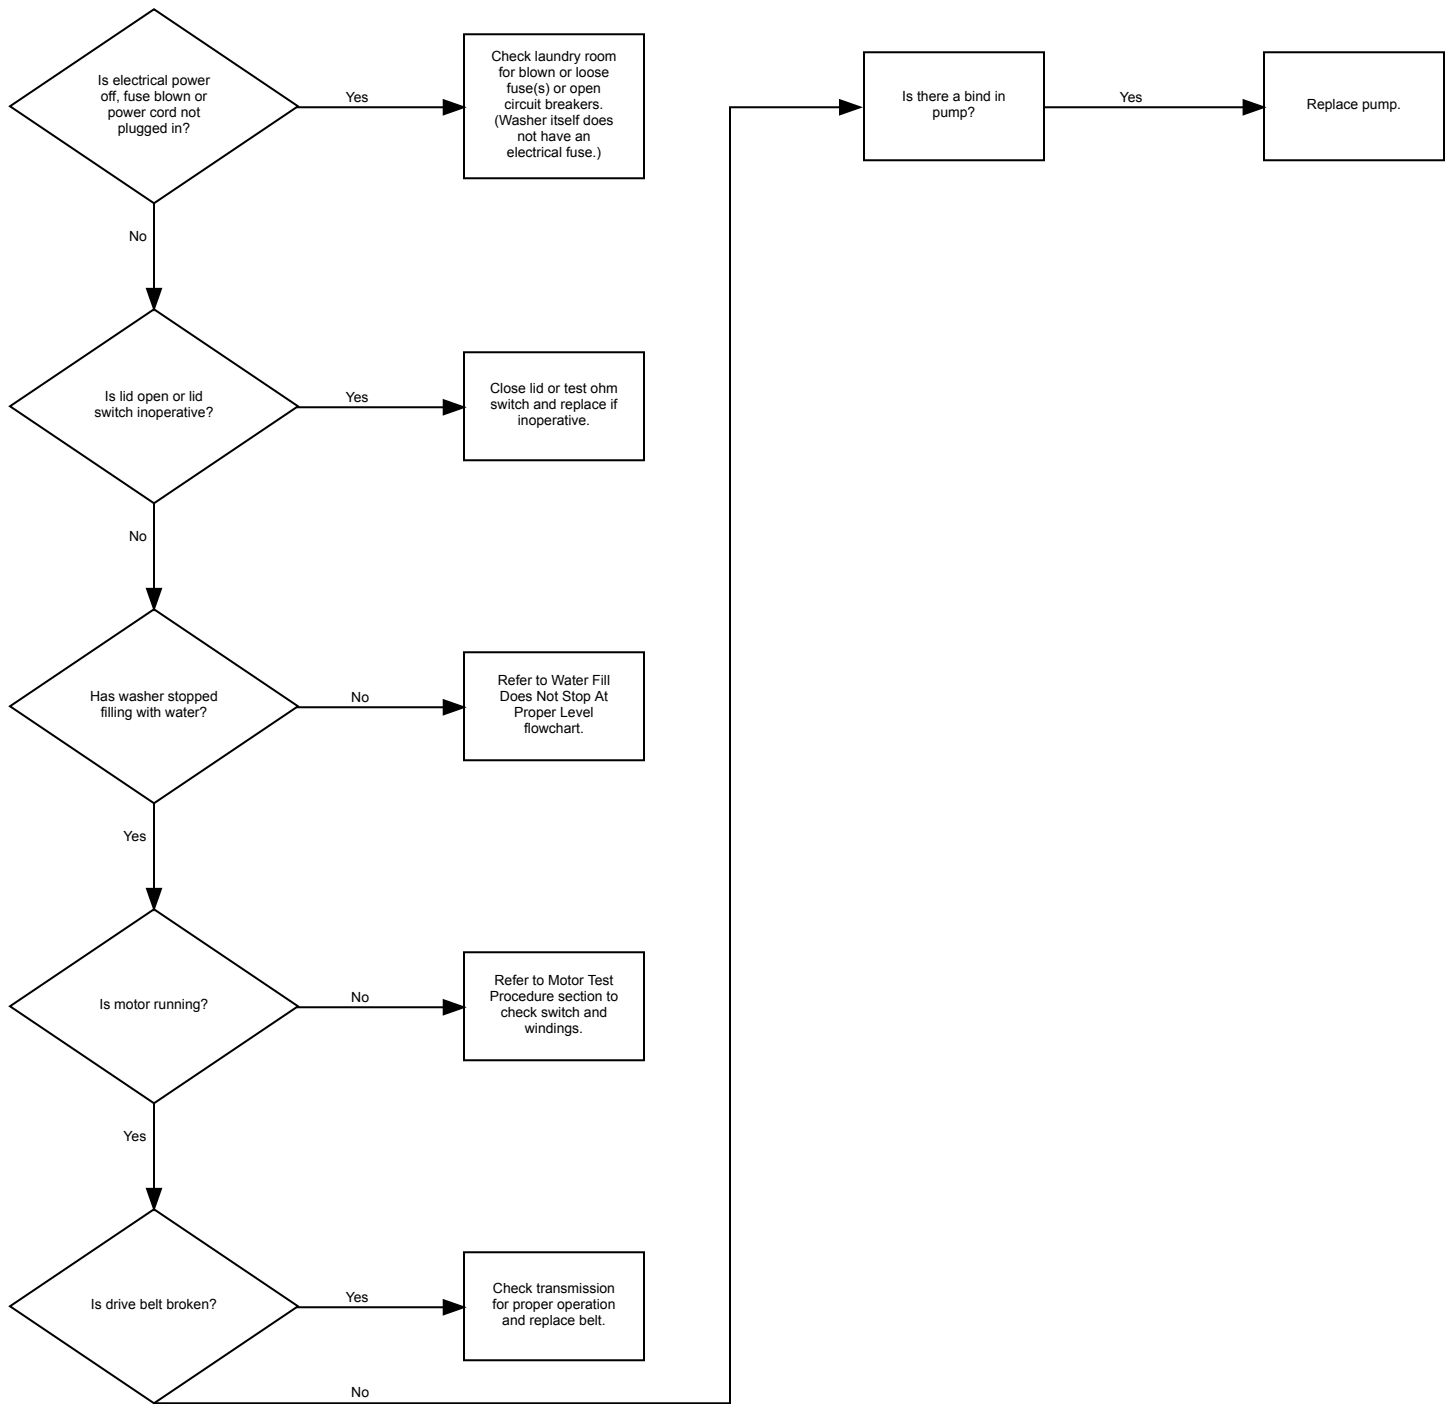 Is electrical power
off, fuse blown or
power cord not
plugged in?
Yes
Check laundry room
for blown or loose
fuse(s) or open
circuit breakers.
(Washer itself does
not have an
electrical fuse.)
No
Is lid open or lid
switch inoperative?
Yes
Close lid or test ohm
switch and replace if
inoperative.
No
Has washer stopped
filling with water?
No
Refer to Water Fill
Does Not Stop At
Proper Level
flowchart.
Yes
Is motor running?
No
Refer to Motor Test
Procedure section to
check switch and
windings.
Yes
Is drive belt broken?
Yes
Check transmission
for proper operation
and replace belt.
No
Is there a bind in
pump?
Yes
Replace pump.